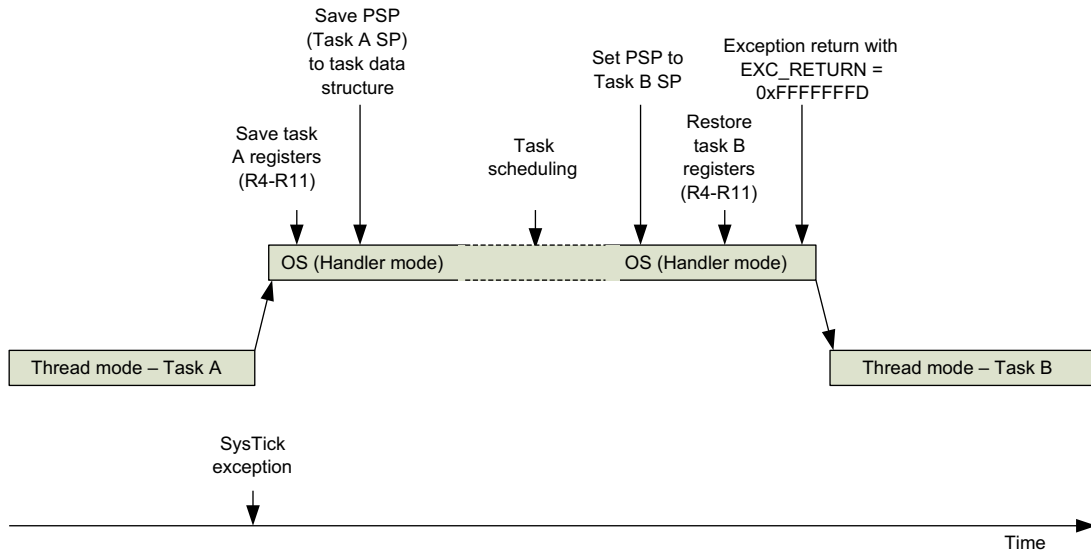 Save PSP
(Task A SP)
to task data
structure
Set PSP to
Task B SP
Exception return with
EXC_RETURN =
0xFFFFFFFD
Save task
A registers
(R4-R11)
Task
scheduling
Restore
task B
registers
(R4-R11)
OS (Handler mode)
OS (Handler mode)
Thread mode – Task A
Thread mode – Task B
SysTick
exception
Time